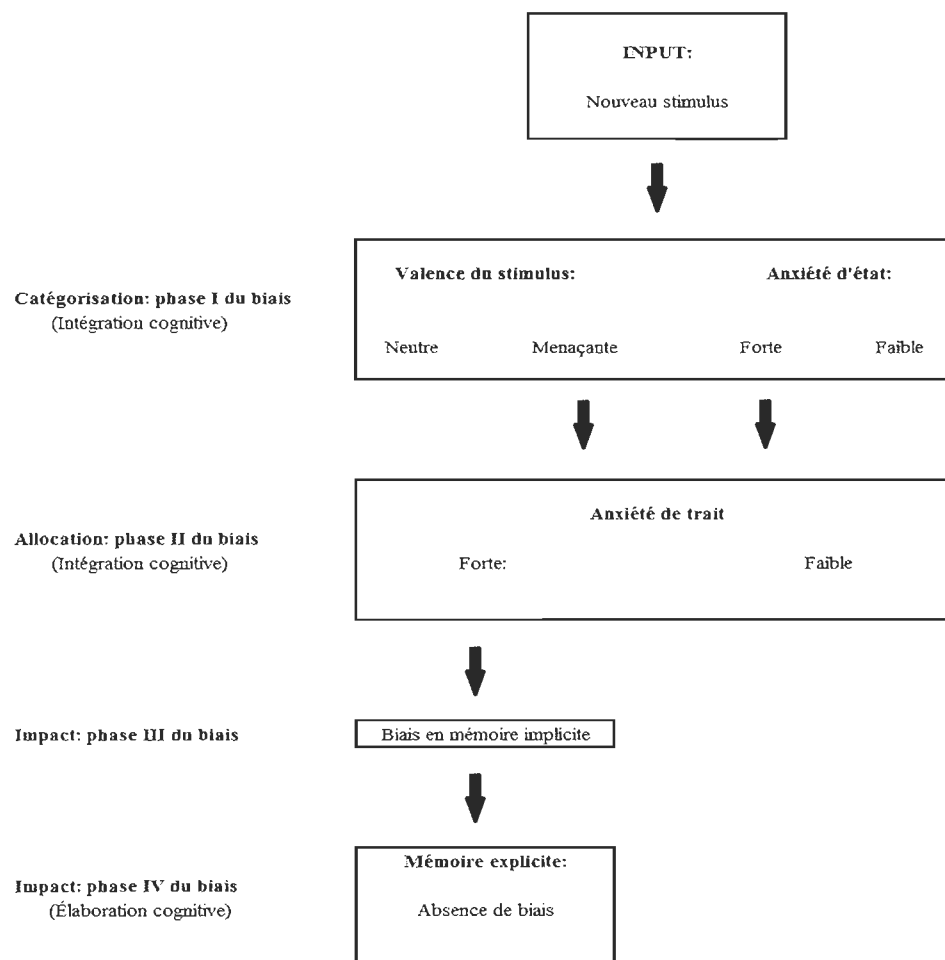 INPUT:
Nouveau stimulus
Valence du stimulus: Anxiété d'état:
Catégorisation: phase I du biais
(Intégration cognitive)
Neutre Menaçante Forte Faible
Anxiété de trait
Allocation: phase II du biais
(Intégration cognitive)
Forte: Faible
Impact: phase III du biais
Biais en mémoire implicite
Mémoire explicite:
Impact: phase IV du biais
(Élaboration cognitive)
Absence de biais